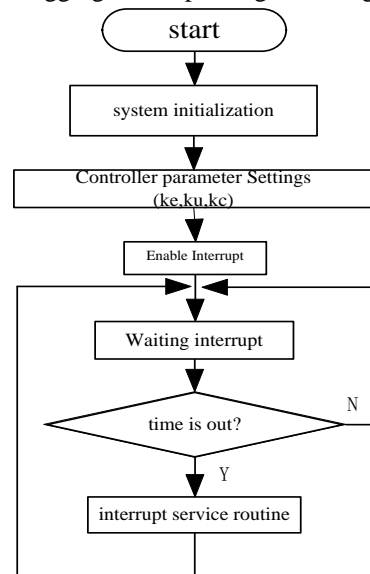 start
system initialization
Controller parameter Settings
(ke,ku,kc)
Enable Interrupt
Waiting interrupt
time is out?
N
Y
interrupt service routine